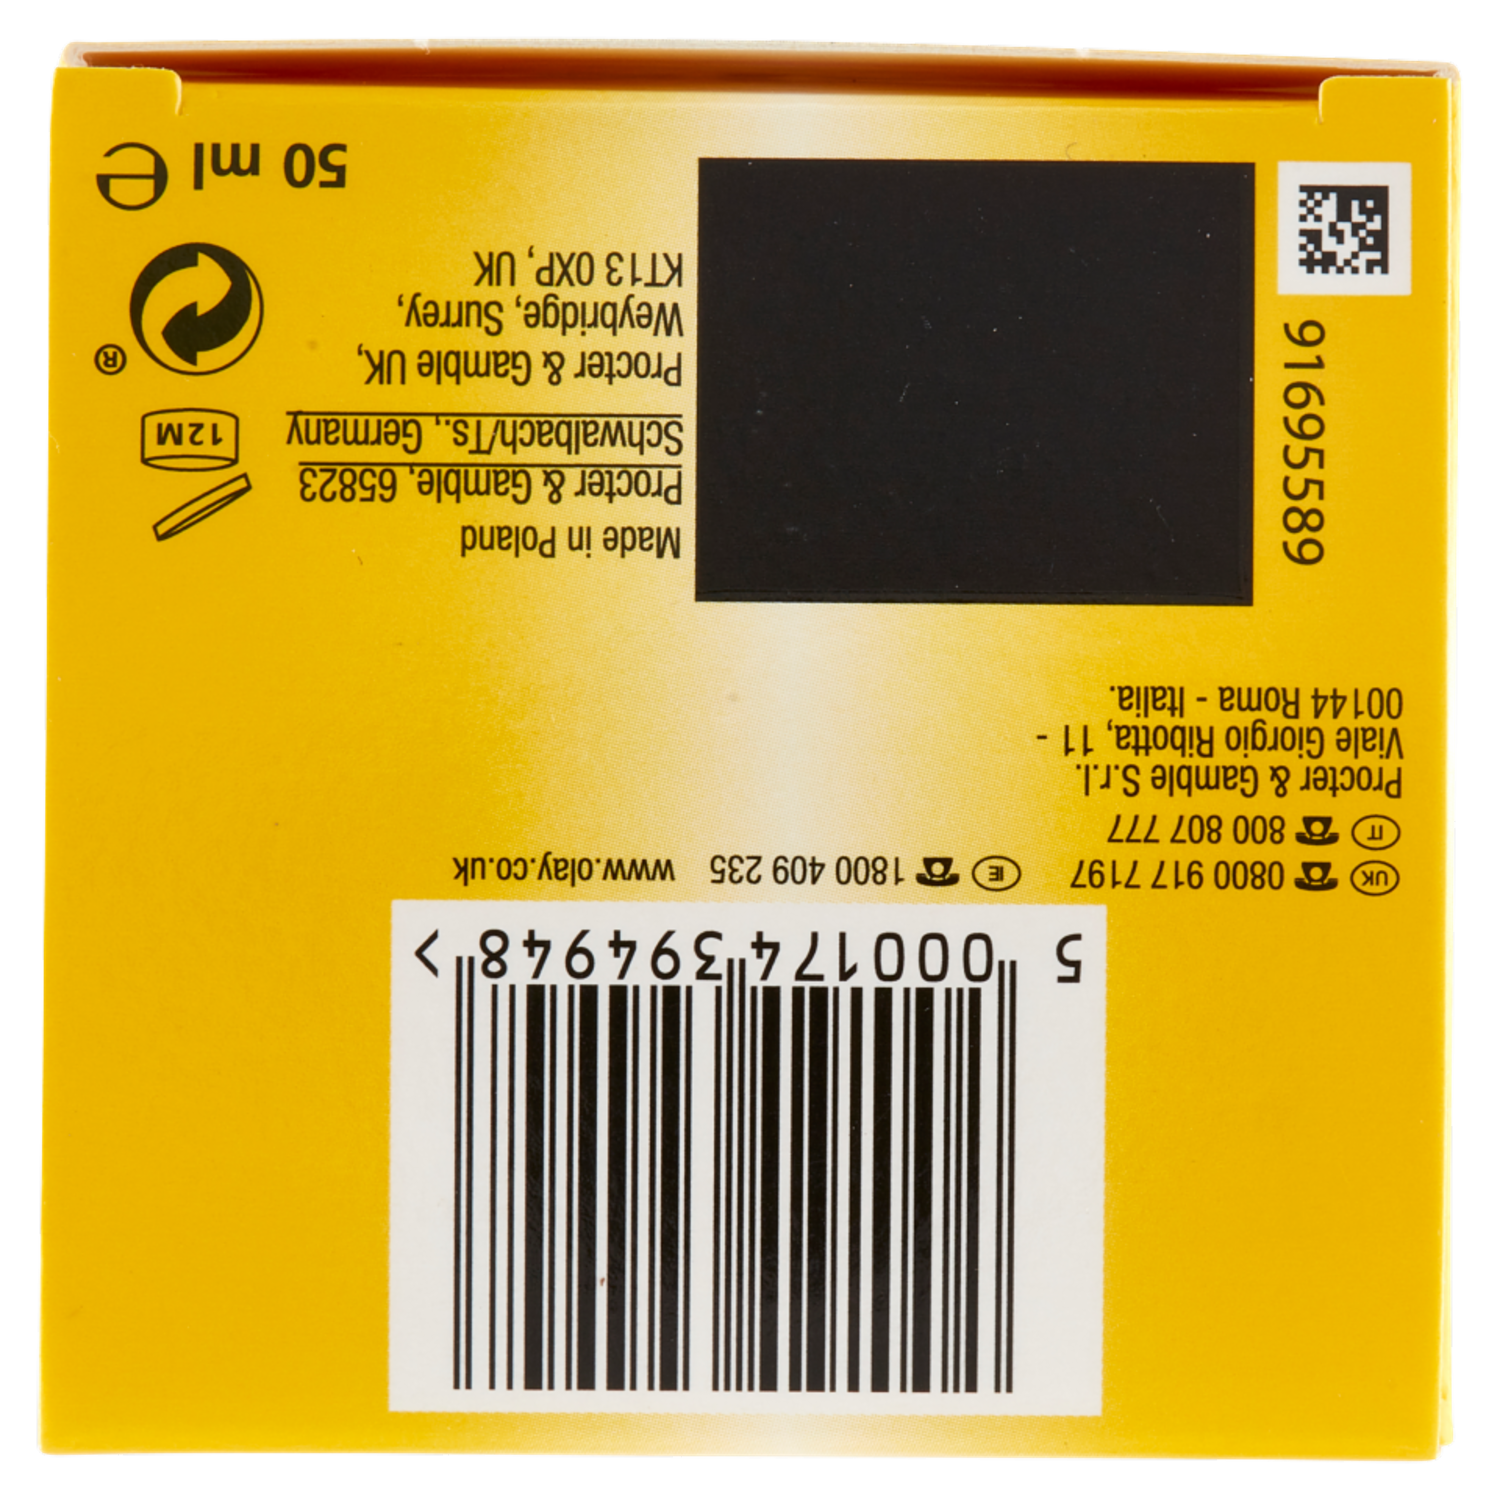 5 000174 394948 >
UK 0800 917 7197
IE 1800 409 235
www.olay.co.uk
IT 800 807 777
Procter & Gamble S.r.l.
Viale Giorgio Ribotta, 11 -
00144 Roma - Italia.
91695589
Made in Poland
Procter & Gamble, 65823
Schwalbach/Ts., Germany
Procter & Gamble UK,
Weybridge, Surrey,
KT13 0XP, UK
12M
®
50 ml ℮